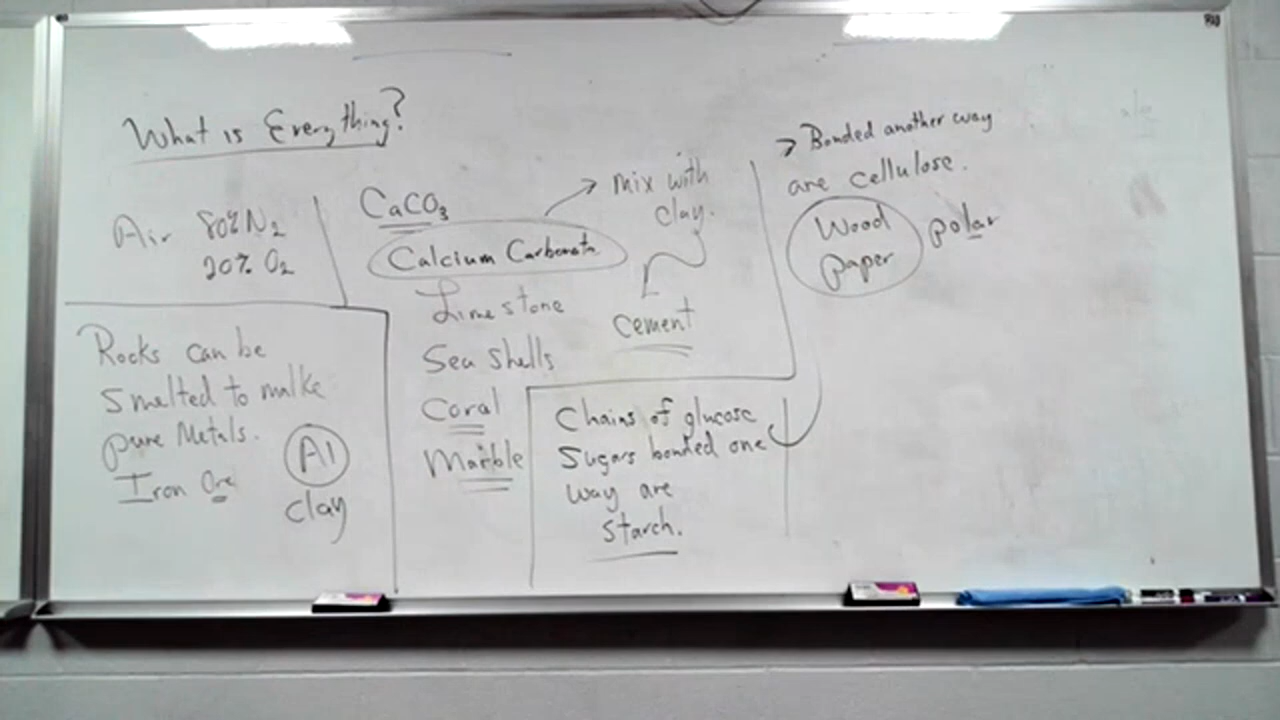 What is Everything?
Air 80% N2
20% O2
Rocks can be
smelted to malke
pure Metals.
Iron Ore
Al
clay
CaCO3
Calcium Carbonate
Limestone
Sea Shells
Coral
Marble
mix with
clay.
cement
Chains of glucose
Sugars bonded one
way are
starch.
> Bonded another way
are cellulose.
Wood
paper
polar